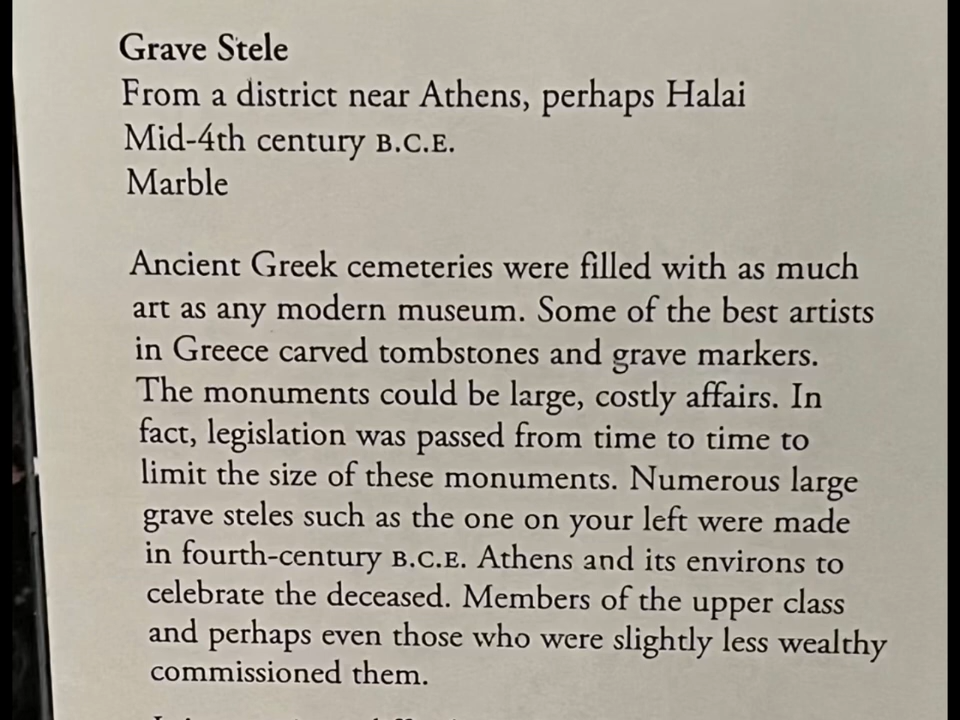 Grave Stele
From a district near Athens, perhaps Halai
Mid-4th century B.C.E.
Marble
Ancient Greek cemeteries were filled with as much
art as any modern museum. Some of the best artists
in Greece carved tombstones and grave markers.
The monuments could be large, costly affairs. In
fact, legislation was passed from time to time to
limit the size of these monuments. Numerous large
grave steles such as the one on your left were made
in fourth-century B.C.E. Athens and its environs to
celebrate the deceased. Members of the upper class
and perhaps even those who were slightly less wealthy
commissioned them.